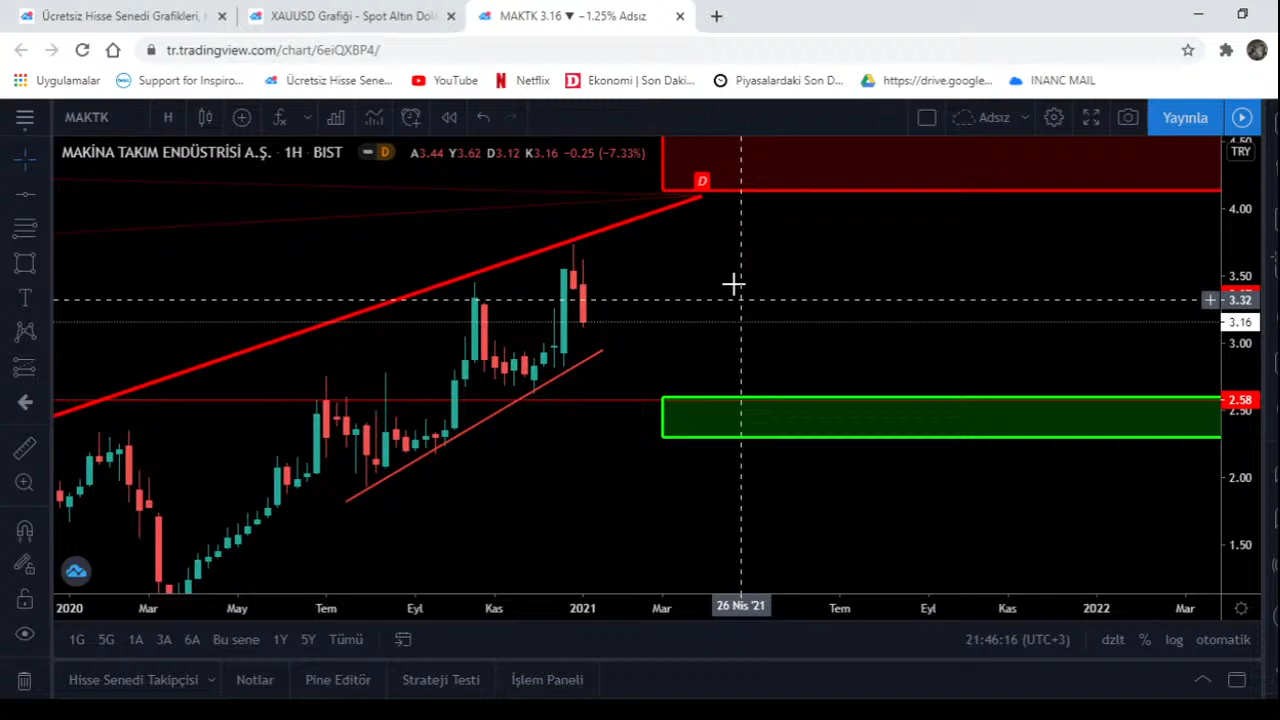 Ücretsiz Hisse Senedi Grafikleri,
XAUUSD Grafiği - Spot Altın Dola
MAKTK 3.16 ▼ −1.25% Adsız
tr.tradingview.com/chart/6eiQXBP4/
Uygulamalar
Support for Inspiro...
Ücretsiz Hisse Sene...
YouTube
Netflix
Ekonomi | Son Daki...
Piyasalardaki Son D...
https://drive.google...
INANC MAIL
MAKTK
H
Adsız
Yayınla
MAKİNA TAKIM ENDÜSTRİSİ A.Ş. · 1H · BIST
D
A3.44 Y3.62 D3.12 K3.16 −0.25 (−7.33%)
TRY
D
4.00
3.50
3.32
3.16
3.00
2.58
2.50
2.00
1.50
2020 Mar May Tem Eyl Kas 2021 Mar 26 Nis '21 Tem Eyl Kas 2022 Mar
1G 5G 1A 3A 6A Bu sene 1Y 5Y Tümü
21:46:16 (UTC+3)
dzlt % log otomatik
Hisse Senedi Takipçisi
Notlar
Pine Editör
Strateji Testi
İşlem Paneli